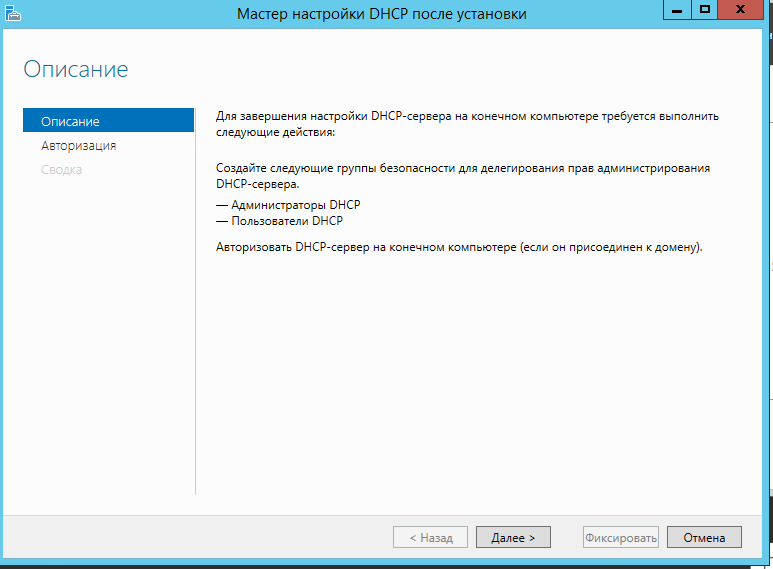 Мастер настройки DHCP после установки
Описание
Описание
Авторизация
Сводка
Для завершения настройки DHCP-сервера на конечном компьютере требуется выполнить
следующие действия:
Создайте следующие группы безопасности для делегирования прав администрирования
DHCP-сервера.
— Администраторы DHCP
— Пользователи DHCP
Авторизовать DHCP-сервер на конечном компьютере (если он присоединен к домену).
< Назад
Далее >
Фиксировать
Отмена